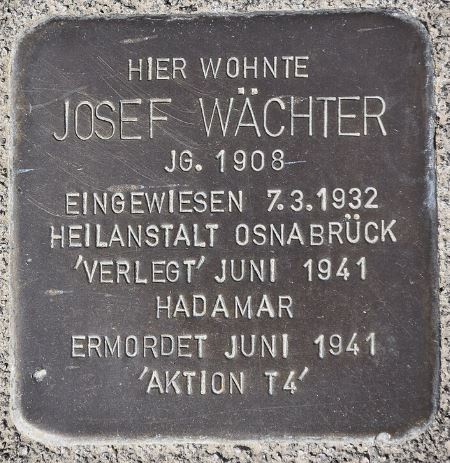 HIER WOHNTE
JOSEF WÄCHTER
JG. 1908
EINGEWIESEN 7.3.1932
HEILANSTALT OSNABRÜCK
'VERLEGT' JUNI 1941
HADAMAR
ERMORDET JUNI 1941
'AKTION T4'